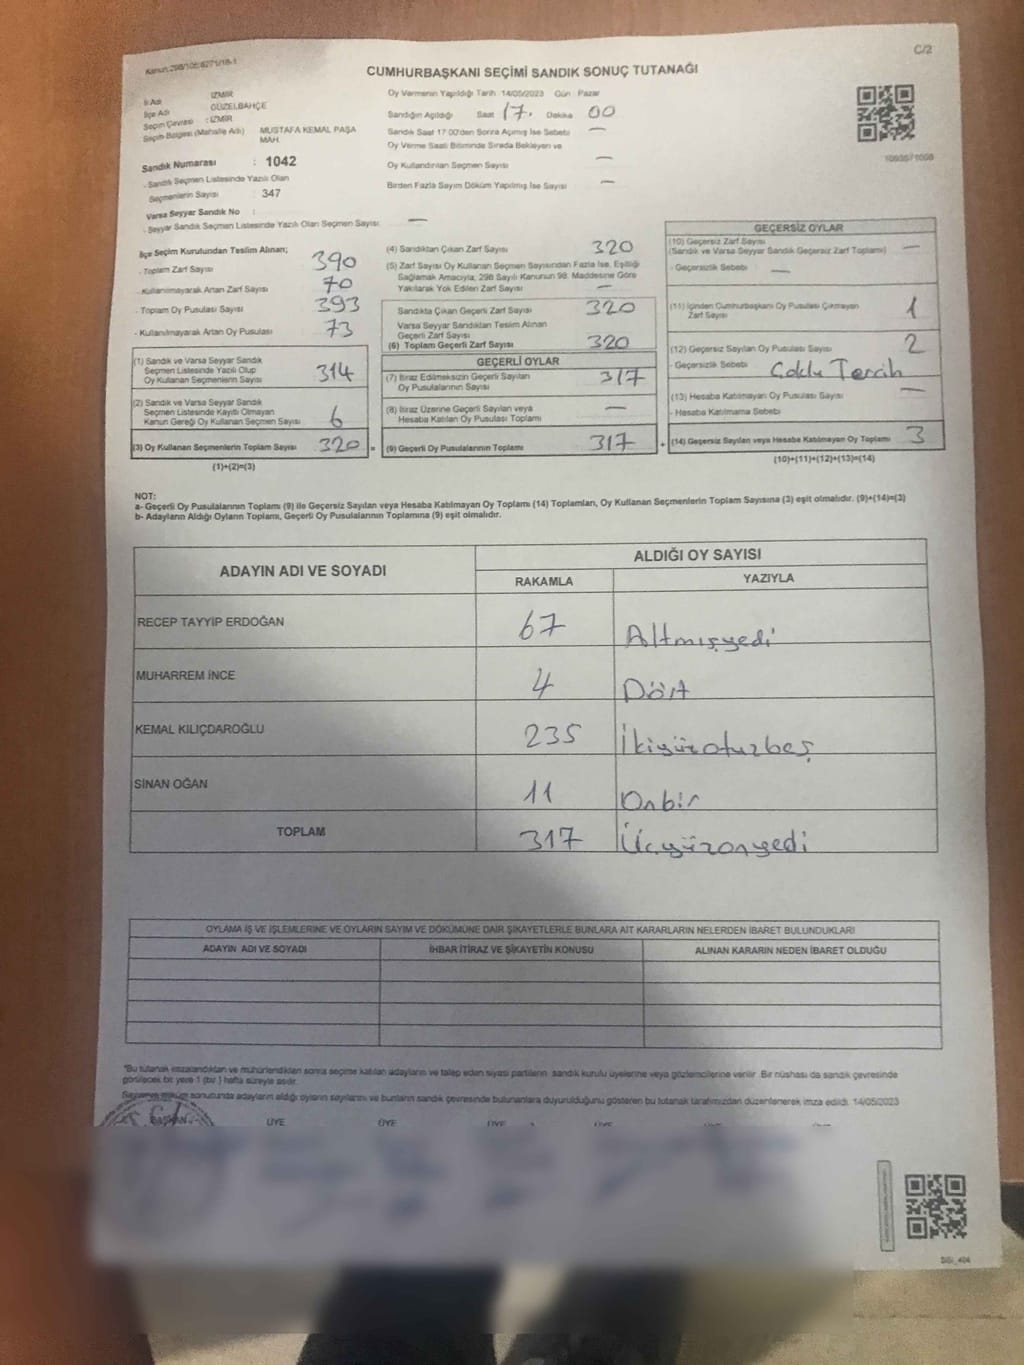 Kanun:298/105;6271/18-1
C/2
CUMHURBAŞKANI SEÇİMİ SANDIK SONUÇ TUTANAĞI
İl Adı : İZMİR
İlçe Adı : GÜZELBAHÇE
Seçim Çevresi : İZMİR
Seçim Bölgesi (Mahalle Adı) MUSTAFA KEMAL PAŞA MAH.
Sandık Numarası : 1042
- Sandık Seçmen Listesinde Yazılı Olan
Seçmenlerin Sayısı : 347
Varsa Seyyar Sandık No :
- Seyyar Sandık Seçmen Listesinde Yazılı Olan Seçmen Sayısı: —
Oy Vermenin Yapıldığı Tarih 14/05/2023 Gün : Pazar
Sandığın Açıldığı Saat 17. Dakika 00
Sandık Saat 17:00'den Sonra Açımış İse Sebebi —
Oy Verme Saati Bitiminde Sırada Bekleyen ve
Oy Kullandırılan Seçmen Sayısı —
Birden Fazla Sayım Döküm Yapılmış İse Sayısı —
İlçe Seçim Kurulundan Teslim Alınan;
- Toplam Zarf Sayısı 390
- Kullanılmayarak Artan Zarf Sayısı 70
- Toplam Oy Pusulası Sayısı 393
- Kullanılmayarak Artan Oy Pusulası 73
(1) Sandık ve Varsa Seyyar Sandık
Seçmen Listesinde Yazılı Olup
Oy Kullanan Seçmenlerin Sayısı 314
(2) Sandık ve Varsa Seyyar Sandık
Seçmen Listesinde Kayıtlı Olmayan
Kanun Gereği Oy Kullanan Seçmen Sayısı 6
(3) Oy Kullanan Seçmenlerin Toplam Sayısı 320 =
(1)+(2)=(3)
(4) Sandıktan Çıkan Zarf Sayısı 320
(5) Zarf Sayısı Oy Kullanan Seçmen Sayısından Fazla İse, Eşitliği
Sağlamak Amacıyla, 298 Sayılı Kanunun 98. Maddesine Göre
Yakılarak Yok Edilen Zarf Sayısı —
Sandıkta Çıkan Geçerli Zarf Sayısı 320
Varsa Seyyar Sandıktan Teslim Alınan
Geçerli Zarf Sayısı
(6) Toplam Geçerli Zarf Sayısı 320
GEÇERLİ OYLAR
(7) İtiraz Edilmeksizin Geçerli Sayılan
Oy Pusulalarının Sayısı 317
(8) İtiraz Üzerine Geçerli Sayılan veya
Hesaba Katılan Oy Pusulası Toplamı —
(9) Geçerli Oy Pusulalarının Toplamı 317 +
GEÇERSİZ OYLAR
(10) Geçersiz Zarf Sayısı —
(Sandık ve Varsa Seyyar Sandık Geçersiz Zarf Toplamı)
- Geçersizlik Sebebi : —
(11) İçinden Cumhurbaşkanı Oy Pusulası Çıkmayan
Zarf Sayısı 1
(12) Geçersiz Sayılan Oy Pusulası Sayısı 2
- Geçersizlik Sebebi Çoklu Tercih
(13) Hesaba Katılmayan Oy Pusulası Sayısı —
- Hesaba Katılmama Sebebi
(14) Geçersiz Sayılan veya Hesaba Katılmayan Oy Toplamı 3
(10)+(11)+(12)+(13)=(14)
NOT:
a- Geçerli Oy Pusulalarının Toplamı (9) ile Geçersiz Sayılan veya Hesaba Katılmayan Oy Toplamı (14) Toplamları, Oy Kullanan Seçmenlerin Toplam Sayısına (3) eşit olmalıdır. (9)+(14)=(3)
b- Adayların Aldığı Oyların Toplamı, Geçerli Oy Pusulalarının Toplamına (9) eşit olmalıdır.
ADAYIN ADI VE SOYADI ALDIĞI OY SAYISI
RAKAMLA YAZIYLA
RECEP TAYYİP ERDOĞAN 67 Altmışyedi
MUHARREM İNCE 4 Dört
KEMAL KILIÇDAROĞLU 235 İkiyüzotuzbeş
SİNAN OĞAN 11 Onbir
TOPLAM 317 Üçyüzonyedi
OYLAMA İŞ VE İŞLEMLERİNE VE OYLARIN SAYIM VE DÖKÜMÜNE DAİR ŞİKAYETLERLE BUNLARA AİT KARARLARIN NELERDEN İBARET BULUNDUKLARI
ADAYIN ADI VE SOYADI İHBAR İTİRAZ VE ŞİKAYETİN KONUSU ALINAN KARARIN NEDEN İBARET OLDUĞU
*Bu tutanak imzalandıktan ve mühürlendikten sonra seçime katılan adayların ve talep eden siyasi partilerin sandık kurulu üyelerine veya gözlemcilerine verilir. Bir nüshası da sandık çevresinde
görülecek bir yere 1 (bir ) hafta süreyle asılır.
Sayım ve döküm sonunda adayların aldığı oyların sayılarını ve bunların sandık çevresinde bulunanlara duyurulduğunu gösteren bu tutanak tarafımızdan düzenlenerek imza edildi. 14/05/2023
BAŞKAN ÜYE ÜYE ÜYE ÜYE